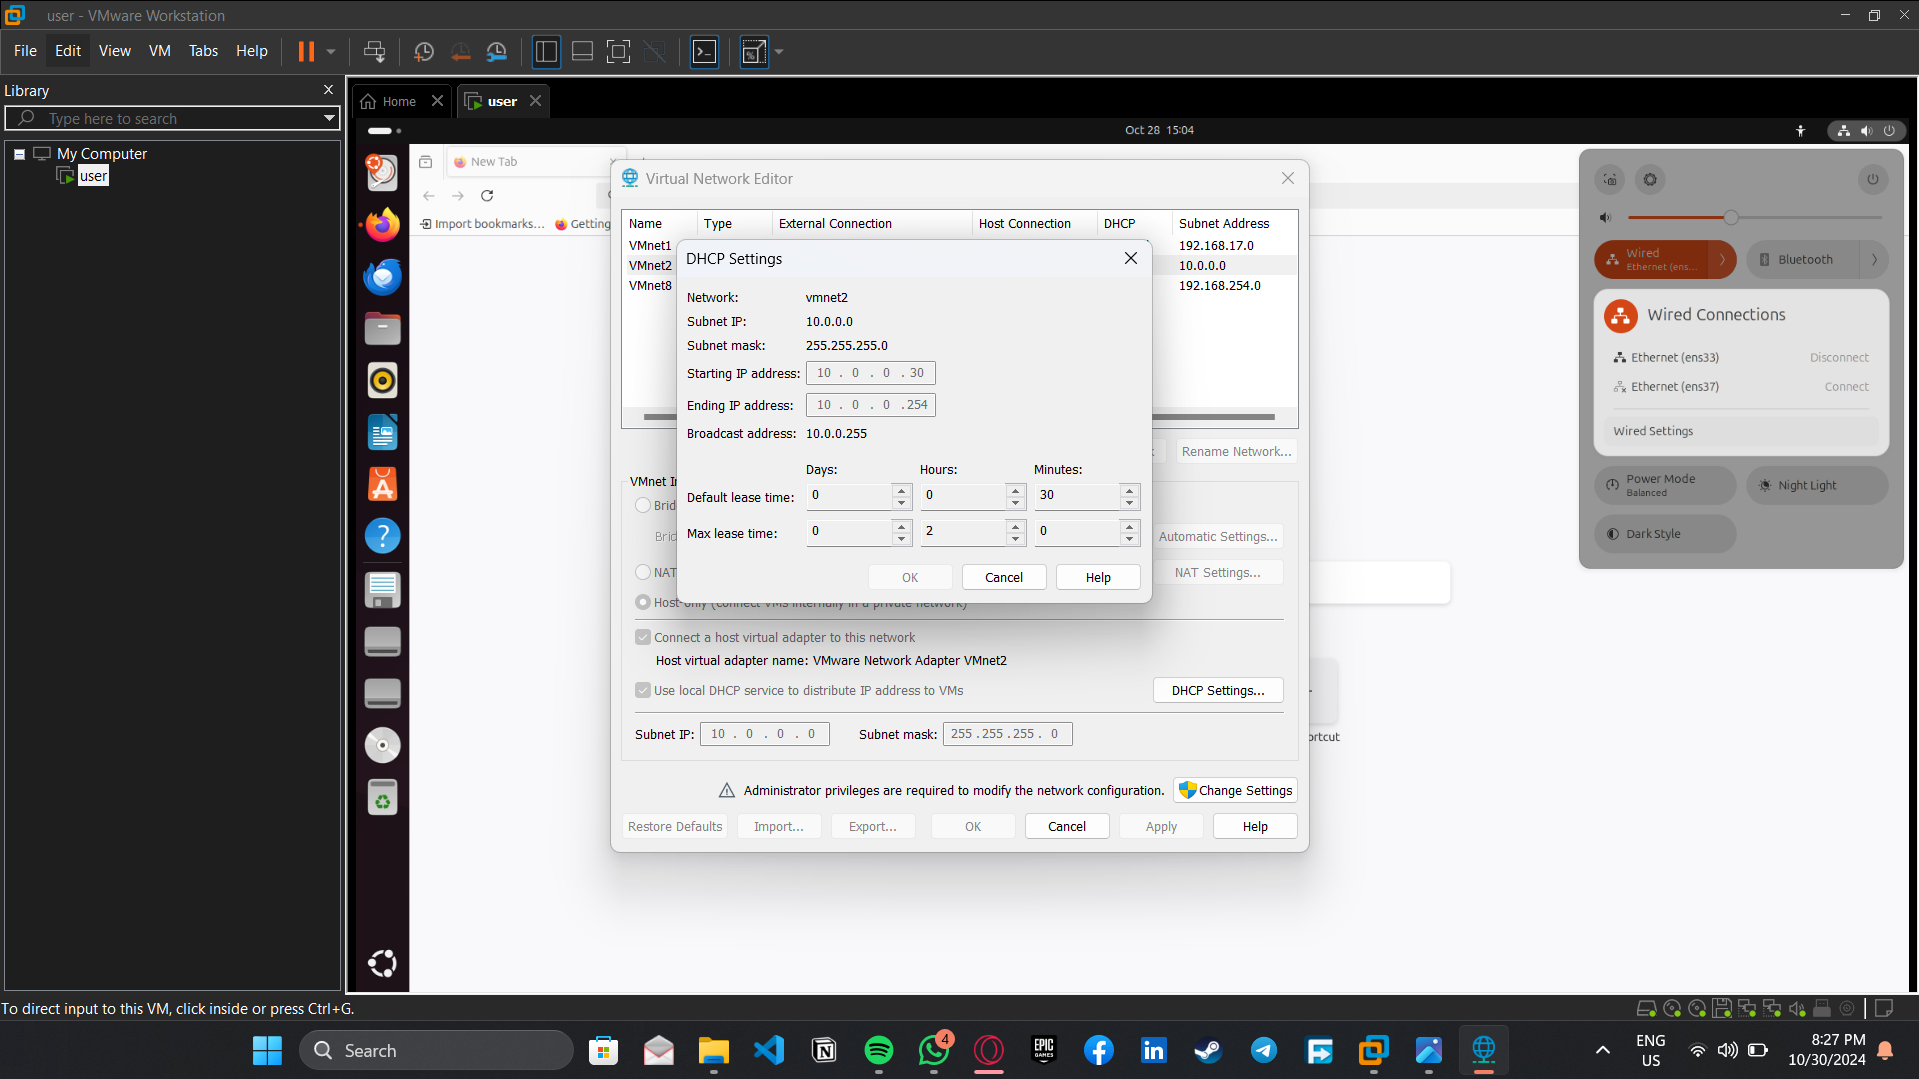 user - VMware Workstation
File Edit View VM Tabs Help
Library
Type here to search
My Computer
user
Home
user
Oct 28 15:04
New Tab
Import bookmarks...
Getting
Virtual Network Editor
Name Type External Connection Host Connection DHCP Subnet Address
VMnet1 192.168.17.0
VMnet2 10.0.0.0
VMnet8 192.168.254.0
DHCP Settings
Network: vmnet2
Subnet IP: 10.0.0.0
Subnet mask: 255.255.255.0
Starting IP address: 10 . 0 . 0 . 30
Ending IP address: 10 . 0 . 0 . 254
Broadcast address: 10.0.0.255
Days: Hours: Minutes:
Default lease time: 0 0 30
Max lease time: 0 2 0
OK Cancel Help
Rename Network...
VMnet In
Brid
Brid
Automatic Settings...
NAT
NAT Settings...
Host-only (connect VMs internally in a private network)
Connect a host virtual adapter to this network
Host virtual adapter name: VMware Network Adapter VMnet2
Use local DHCP service to distribute IP address to VMs
DHCP Settings...
Subnet IP: 10 . 0 . 0 . 0 Subnet mask: 255 . 255 . 255 . 0
Administrator privileges are required to modify the network configuration.
Change Settings
Restore Defaults Import... Export... OK Cancel Apply Help
ortcut
Wired
Ethernet (ens...
Bluetooth
Wired Connections
Ethernet (ens33) Disconnect
Ethernet (ens37) Connect
Wired Settings
Power Mode
Balanced
Night Light
Dark Style
To direct input to this VM, click inside or press Ctrl+G.
Search
4
EPIC
GAMES
ENG
US
8:27 PM
10/30/2024